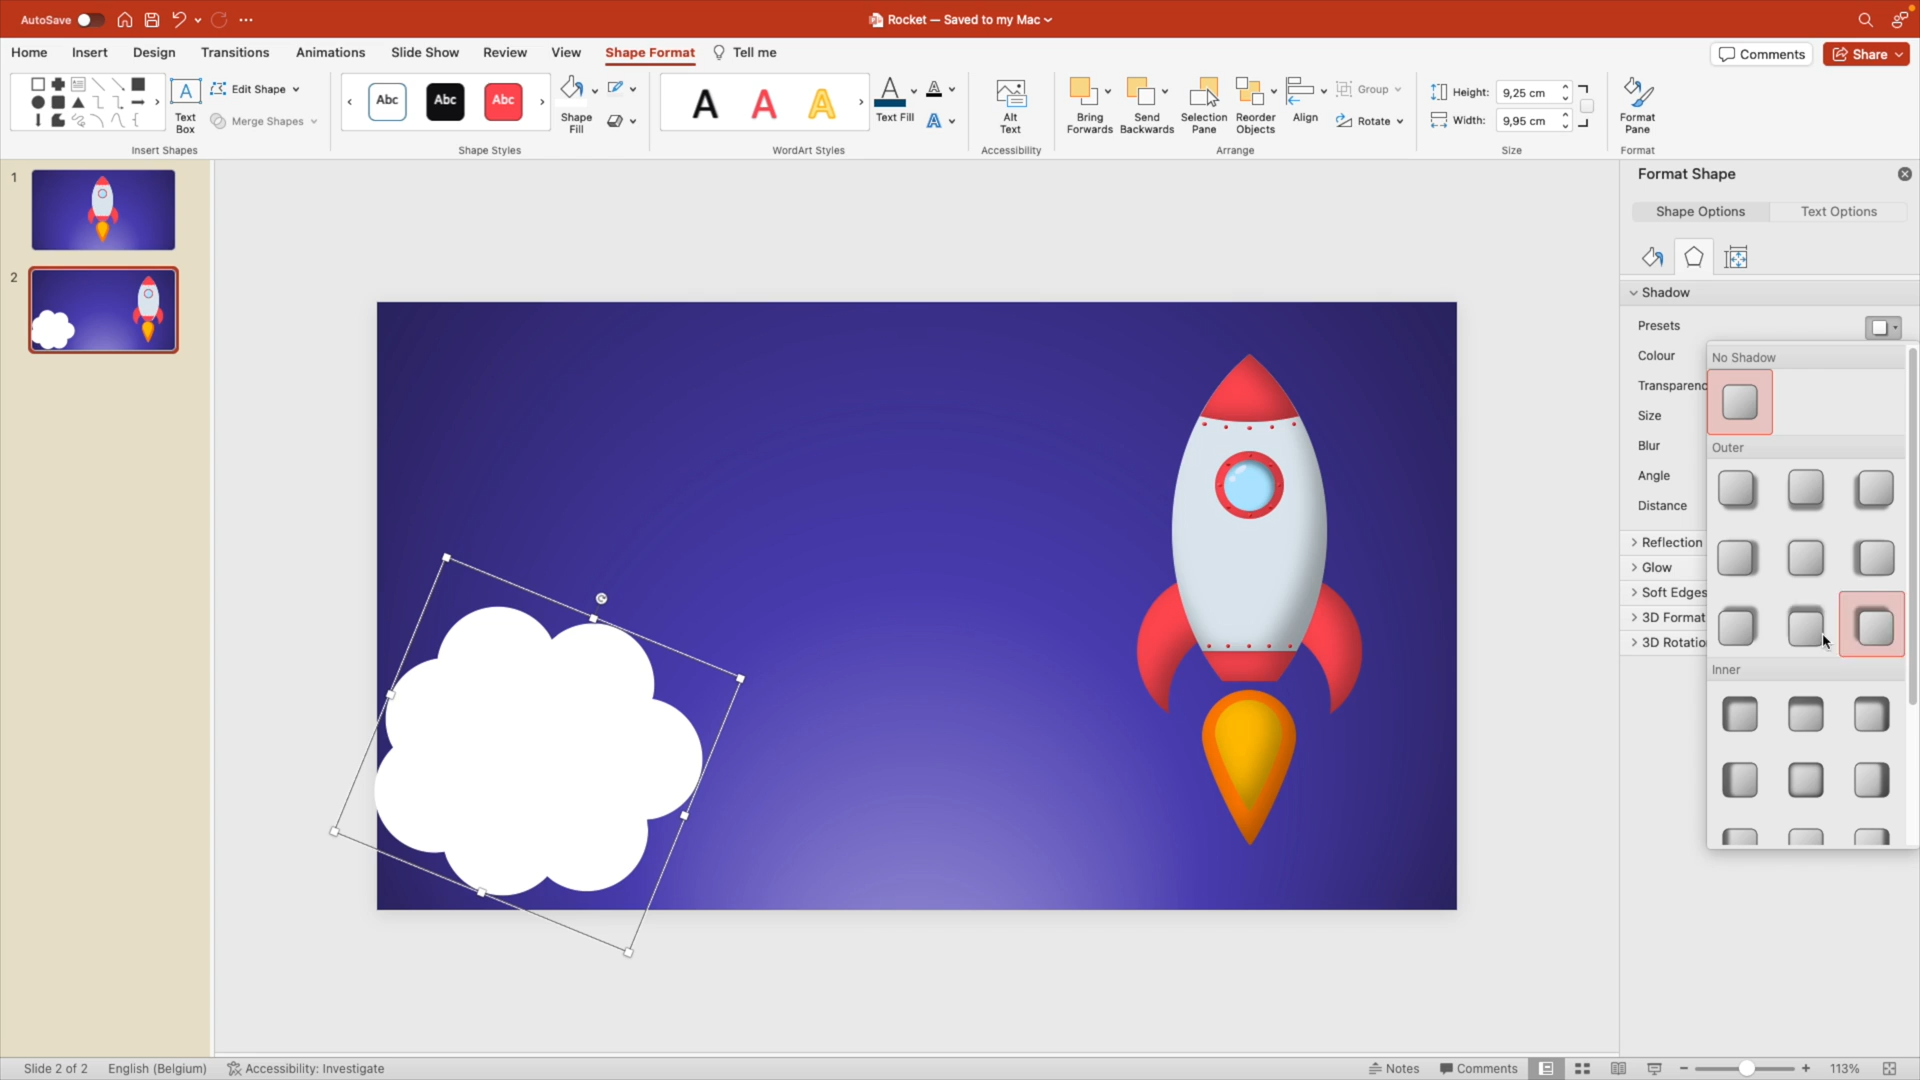 AutoSave
Rocket — Saved to my Mac
Home Insert Design Transitions Animations Slide Show Review View Shape Format Tell me
Comments Share
Text Box
Edit Shape
Merge Shapes
Insert Shapes
Abc Abc Abc
Shape Fill
Shape Styles
A A A
Text Fill
WordArt Styles
Alt Text
Accessibility
Bring Forwards
Send Backwards
Selection Pane
Reorder Objects
Align
Group
Rotate
Arrange
Height: 9,25 cm
Width: 9,95 cm
Size
Format Pane
Format
1
2
Format Shape
Shape Options Text Options
Shadow
Presets
Colour
Transparenc
Size
Blur
Angle
Distance
Reflection
Glow
Soft Edges
3D Format
3D Rotatio
No Shadow
Outer
Inner
Slide 2 of 2 English (Belgium) Accessibility: Investigate
Notes Comments 113%